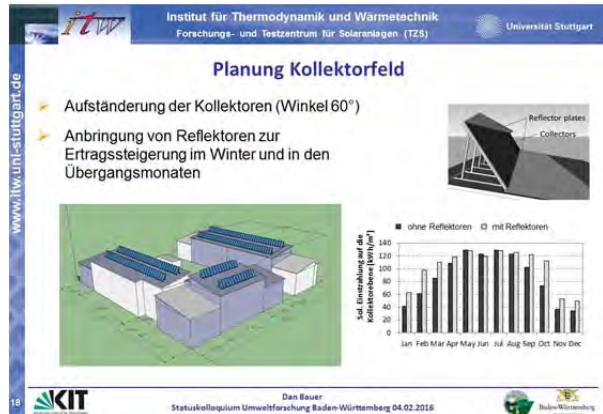 itw
Institut für Thermodynamik und Wärmetechnik
Forschungs- und Testzentrum für Solaranlagen (TZS)
Universität Stuttgart
www.itw.uni-stuttgart.de
Planung Kollektorfeld
Aufständerung der Kollektoren (Winkel 60°)
Anbringung von Reflektoren zur
Ertragssteigerung im Winter und in den
Übergangsmonaten
Reflector plates
Collectors
ohne Reflektoren
mit Reflektoren
Sol. Einstrahlung auf die
Kollektorebene [kWh/m²]
140
120
100
80
60
40
20
0
Jan Feb Mar Apr May Jun Jul Aug Sep Oct Nov Dec
18
KIT
Dan Bauer
Statuskolloquium Umweltforschung Baden-Württemberg 04.02.2016
Baden-Württemberg